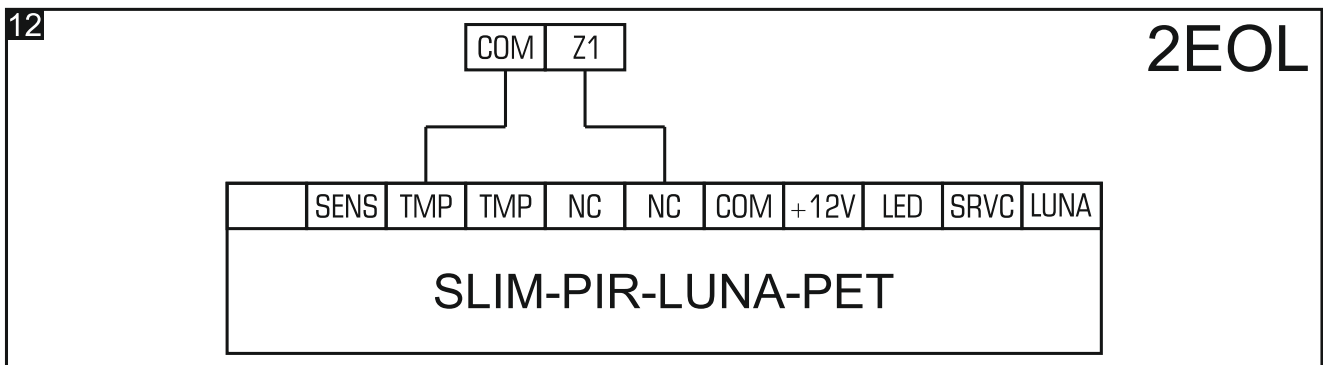 12
2EOL
COM Z1
SENS TMP TMP NC NC COM +12V LED SRVC LUNA
SLIM-PIR-LUNA-PET